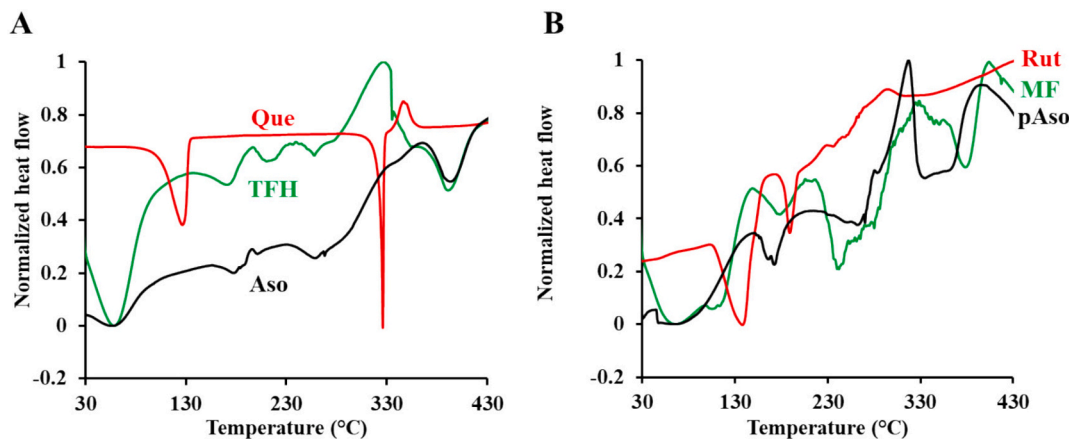 A
Normalized heat flow
1
0.8
0.6
0.4
0.2
0
-0.2
30 130 230 330 430
Temperature (°C)
Que
TFH
Aso
B
Normalized heat flow
1
0.8
0.6
0.4
0.2
0
-0.2
30 130 230 330 430
Temperature (°C)
Rut
MF
pAso